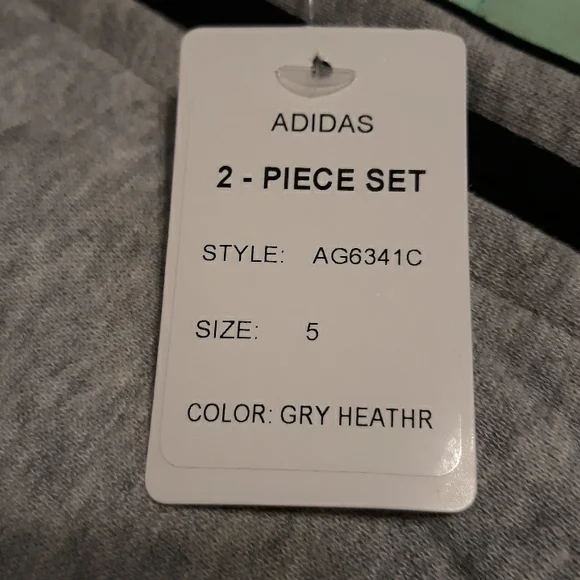 ADIDAS
2 - PIECE SET
STYLE: AG6341C
SIZE: 5
COLOR: GRY HEATHR